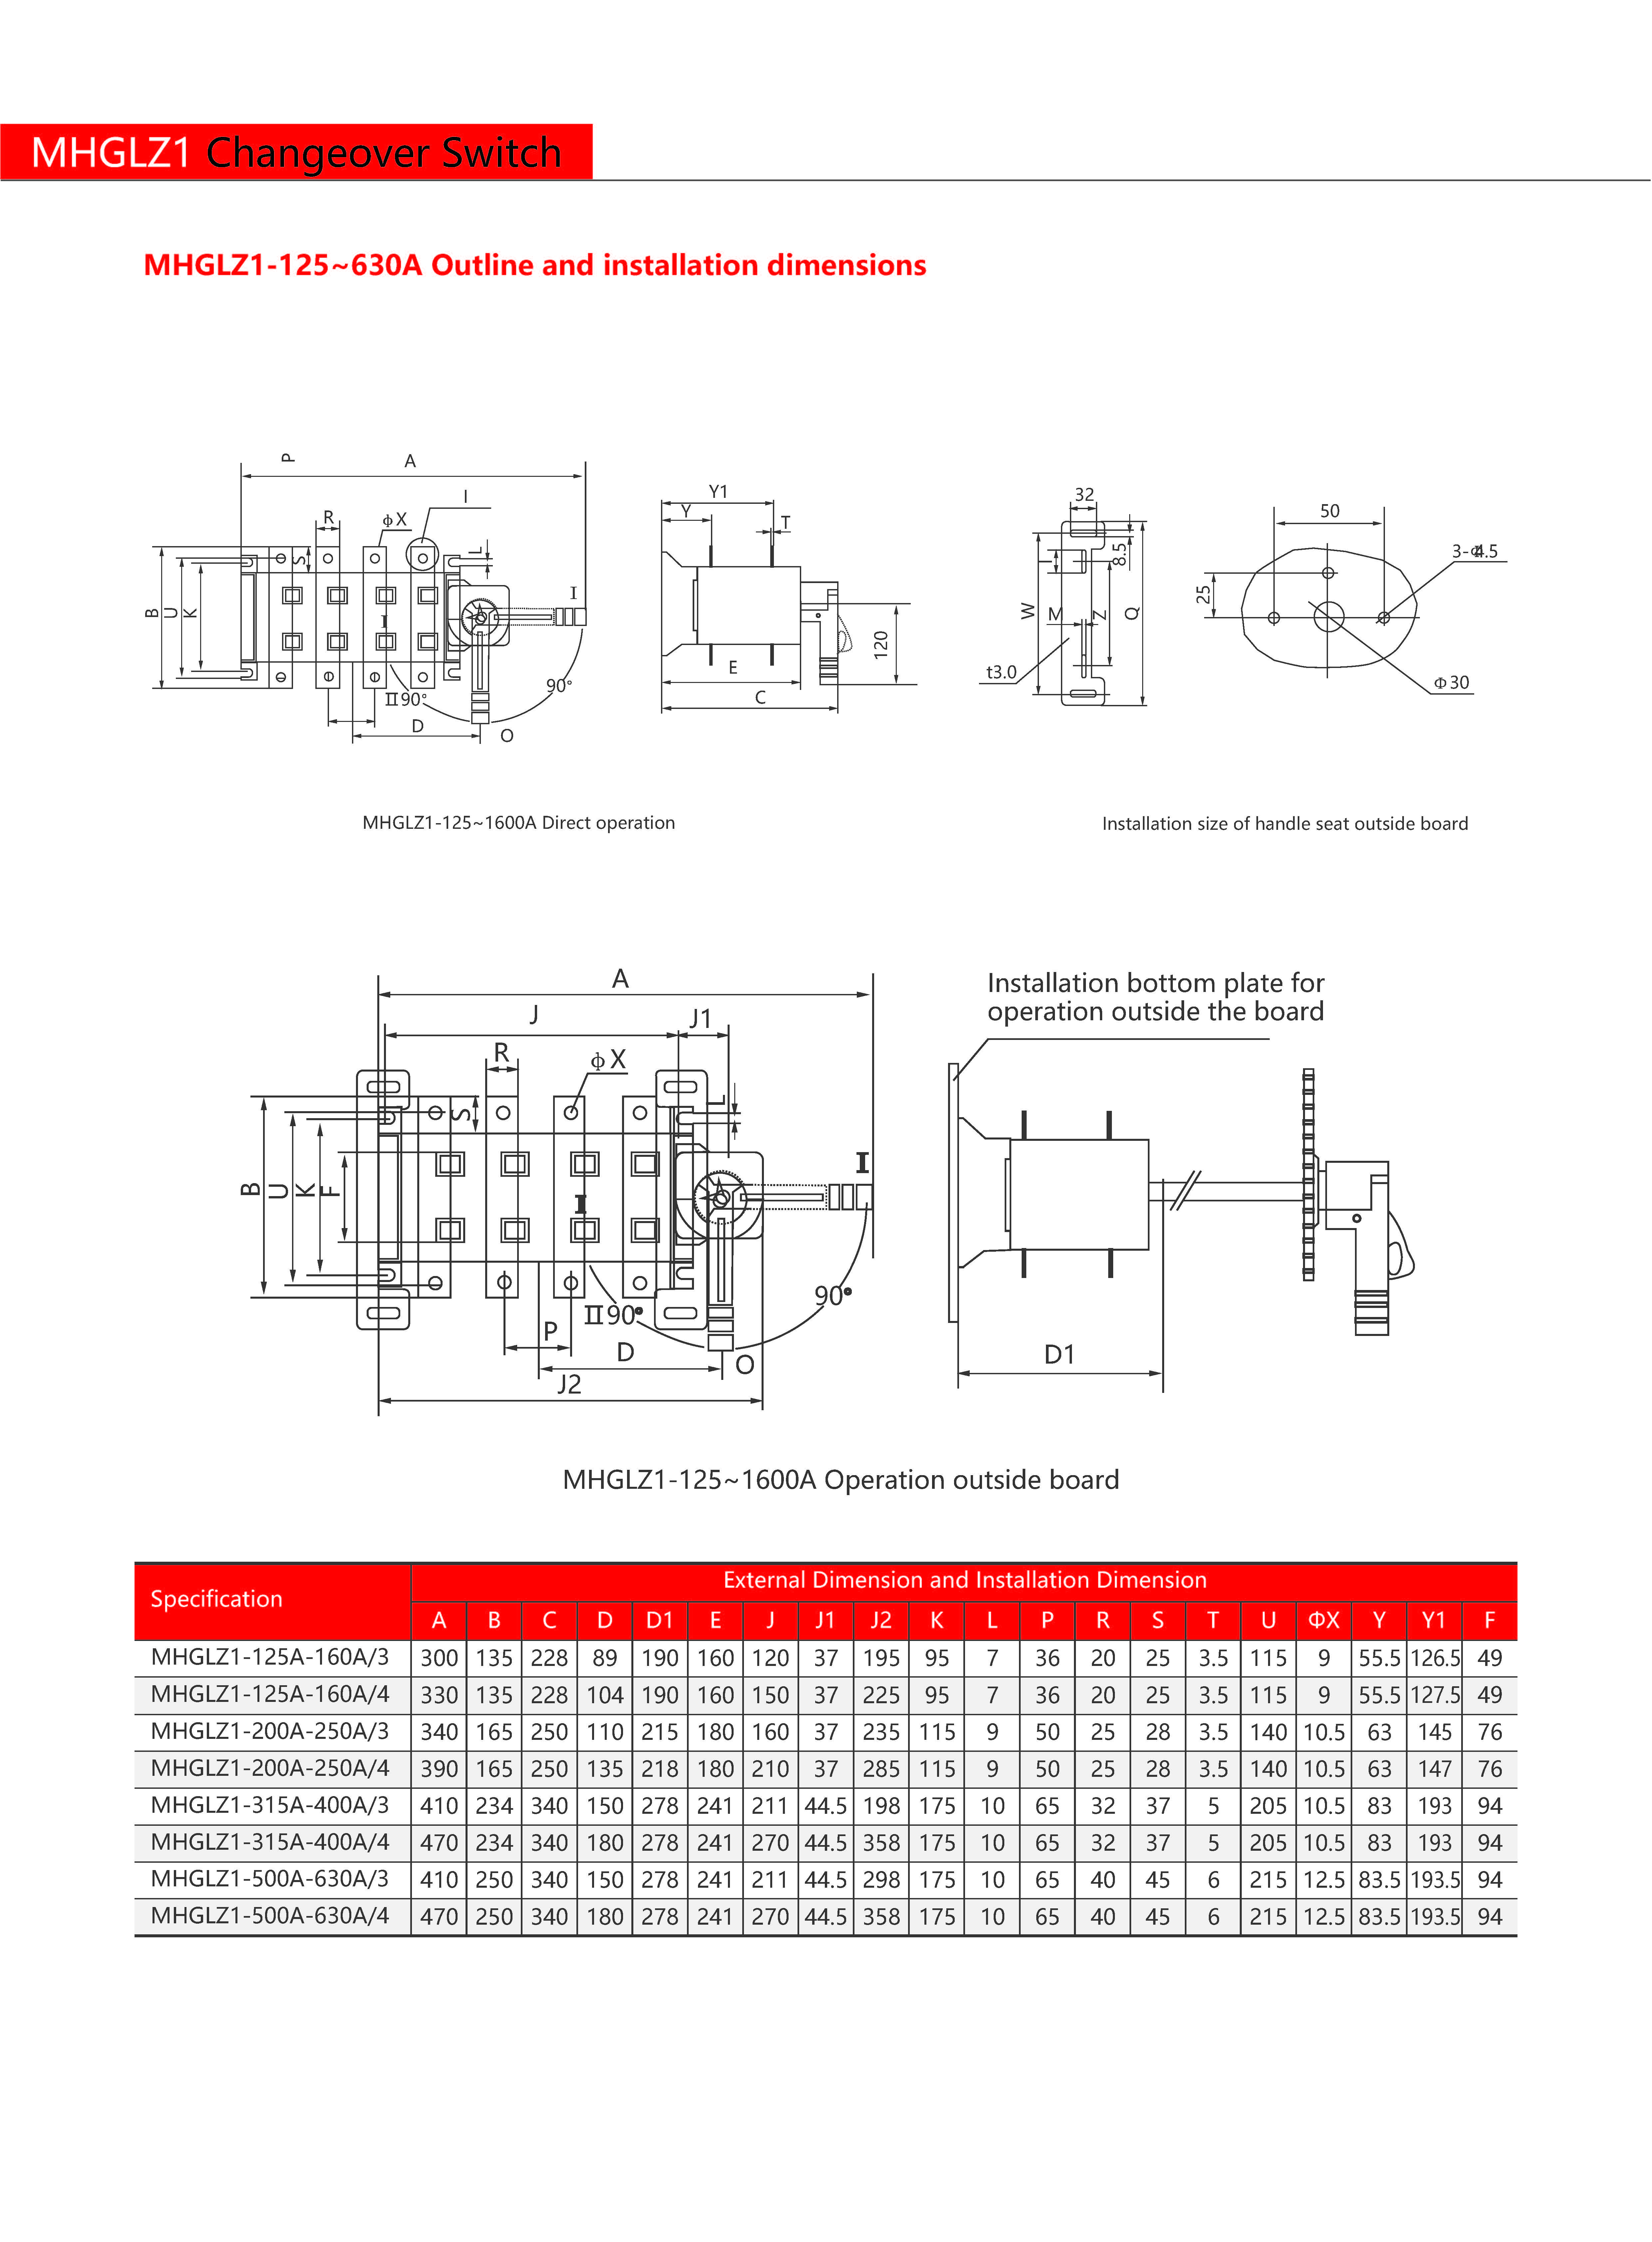 MHGLZ1 Changeover Switch
MHGLZ1-125~630A Outline and installation dimensions
P
A
I
R
ΦX
S
L
I
B
U
K
I
Ⅱ90°
90°
D
O
Y1
Y
T
E
C
120
32
8.5
W
M
Z
Q
t3.0
50
25
3-Φ4.5
Φ30
MHGLZ1-125~1600A Direct operation
Installation size of handle seat outside board
A
J
J1
R
ΦX
S
L
I
B
U
K
F
I
Ⅱ90°
90°
P
D
O
J2
Installation bottom plate for
operation outside the board
D1
MHGLZ1-125~1600A Operation outside board
Specification
External Dimension and Installation Dimension
A B C D D1 E J J1 J2 K L P R S T U ΦX Y Y1 F
MHGLZ1-125A-160A/3 300 135 228 89 190 160 120 37 195 95 7 36 20 25 3.5 115 9 55.5 126.5 49
MHGLZ1-125A-160A/4 330 135 228 104 190 160 150 37 225 95 7 36 20 25 3.5 115 9 55.5 127.5 49
MHGLZ1-200A-250A/3 340 165 250 110 215 180 160 37 235 115 9 50 25 28 3.5 140 10.5 63 145 76
MHGLZ1-200A-250A/4 390 165 250 135 218 180 210 37 285 115 9 50 25 28 3.5 140 10.5 63 147 76
MHGLZ1-315A-400A/3 410 234 340 150 278 241 211 44.5 198 175 10 65 32 37 5 205 10.5 83 193 94
MHGLZ1-315A-400A/4 470 234 340 180 278 241 270 44.5 358 175 10 65 32 37 5 205 10.5 83 193 94
MHGLZ1-500A-630A/3 410 250 340 150 278 241 211 44.5 298 175 10 65 40 45 6 215 12.5 83.5 193.5 94
MHGLZ1-500A-630A/4 470 250 340 180 278 241 270 44.5 358 175 10 65 40 45 6 215 12.5 83.5 193.5 94